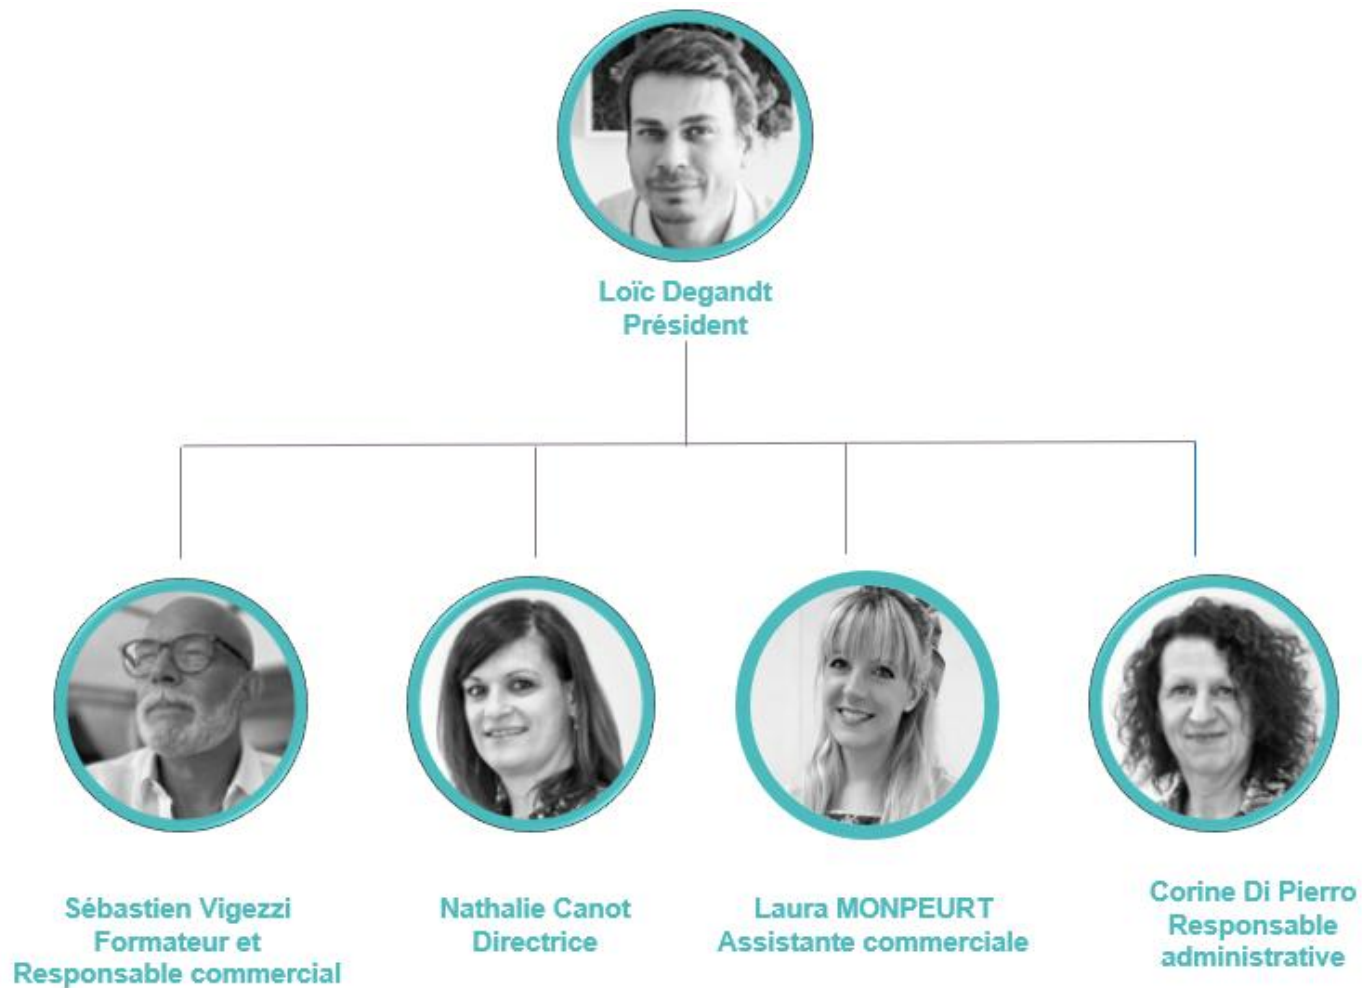 Loïc Degandt
Président
Sébastien Vigezzi
Formateur et
Responsable commercial
Nathalie Canot
Directrice
Laura MONPEURT
Assistante commerciale
Corine Di Pierro
Responsable
administrative